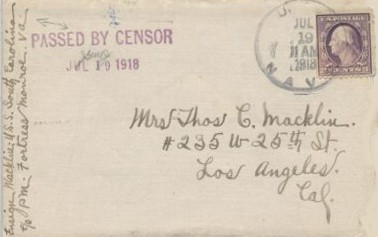 PASSED BY CENSOR
JUL 19 1918
U.S.
JUL
19
11 AM
1918
NAVY
Mrs Thos C. Macklin.
#235 W 25th St.
Los Angeles.
Cal.
Ensign Macklin, U.S.S. South Carolina
c/o P.M. Fortress Monroe. Va